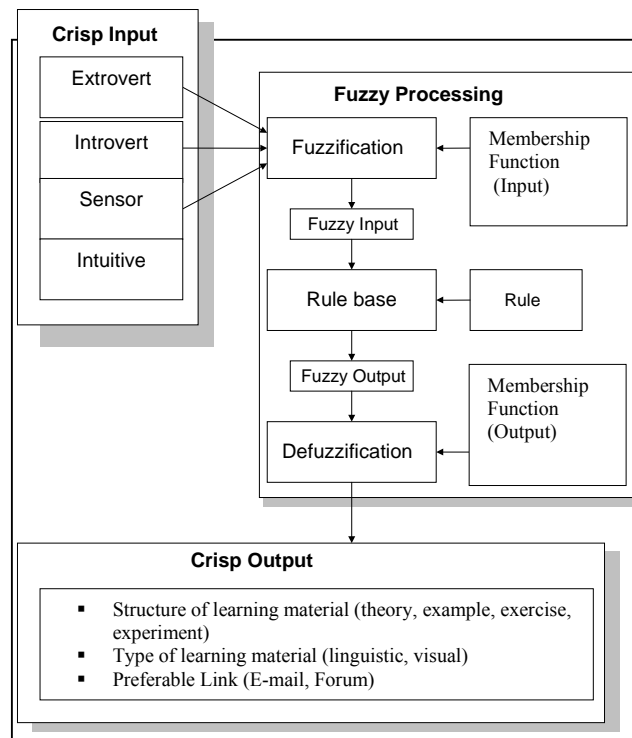 Crisp Input
Extrovert
Introvert
Sensor
Intuitive
Fuzzy Processing
Fuzzification
Membership
Function
(Input)
Fuzzy Input
Rule base
Rule
Fuzzy Output
Membership
Function
(Output)
Defuzzification
Crisp Output
▪ Structure of learning material (theory, example, exercise,
experiment)
▪ Type of learning material (linguistic, visual)
▪ Preferable Link (E-mail, Forum)